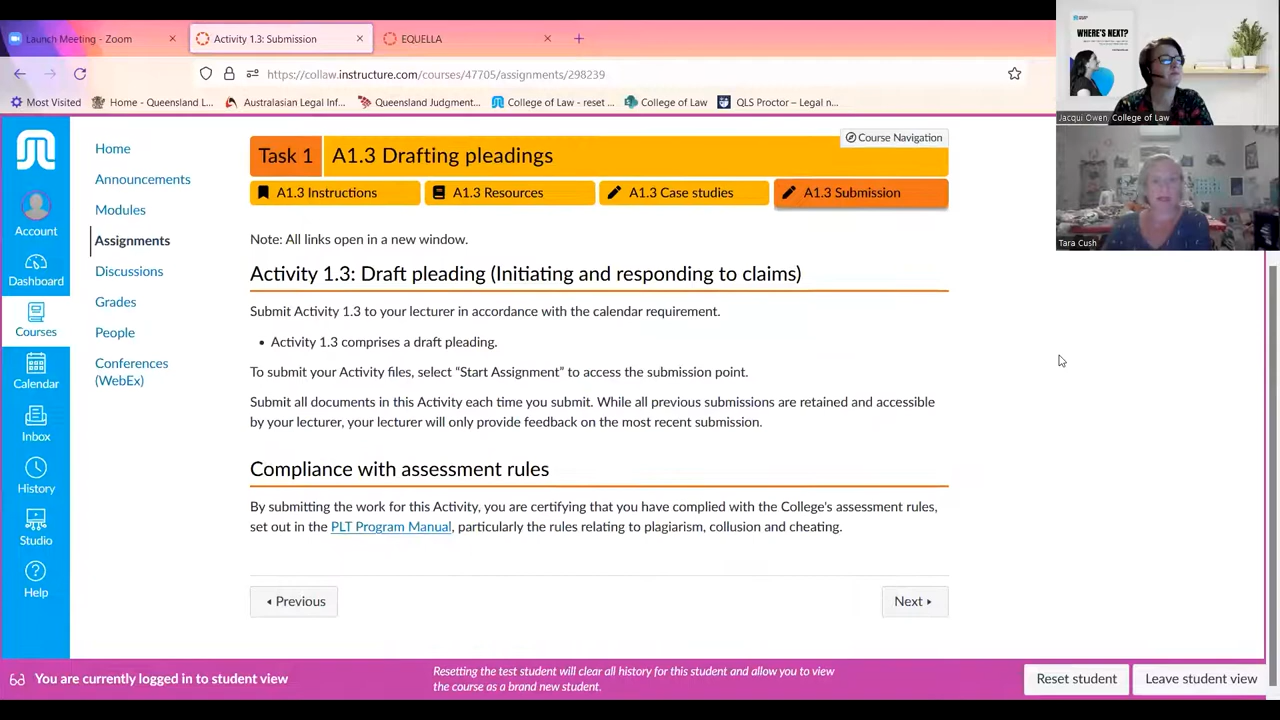 Launch Meeting - Zoom
Activity 1.3: Submission
EQUELLA
https://collaw.instructure.com/courses/47705/assignments/298239
Most Visited
Home - Queensland L...
Australasian Legal Inf...
Queensland Judgment...
College of Law - reset ...
College of Law
QLS Proctor – Legal n...
WHERE'S NEXT?
Jacqui Owen, College of Law
Tara Cush
Account
Dashboard
Courses
Calendar
Inbox
History
Studio
Help
Home
Announcements
Modules
Assignments
Discussions
Grades
People
Conferences
(WebEx)
Course Navigation
Task 1 A1.3 Drafting pleadings
A1.3 Instructions
A1.3 Resources
A1.3 Case studies
A1.3 Submission
Note: All links open in a new window.
Activity 1.3: Draft pleading (Initiating and responding to claims)
Submit Activity 1.3 to your lecturer in accordance with the calendar requirement.
• Activity 1.3 comprises a draft pleading.
To submit your Activity files, select “Start Assignment” to access the submission point.
Submit all documents in this Activity each time you submit. While all previous submissions are retained and accessible
by your lecturer, your lecturer will only provide feedback on the most recent submission.
Compliance with assessment rules
By submitting the work for this Activity, you are certifying that you have complied with the College's assessment rules,
set out in the PLT Program Manual, particularly the rules relating to plagiarism, collusion and cheating.
Previous
Next
You are currently logged in to student view
Resetting the test student will clear all history for this student and allow you to view
the course as a brand new student.
Reset student
Leave student view